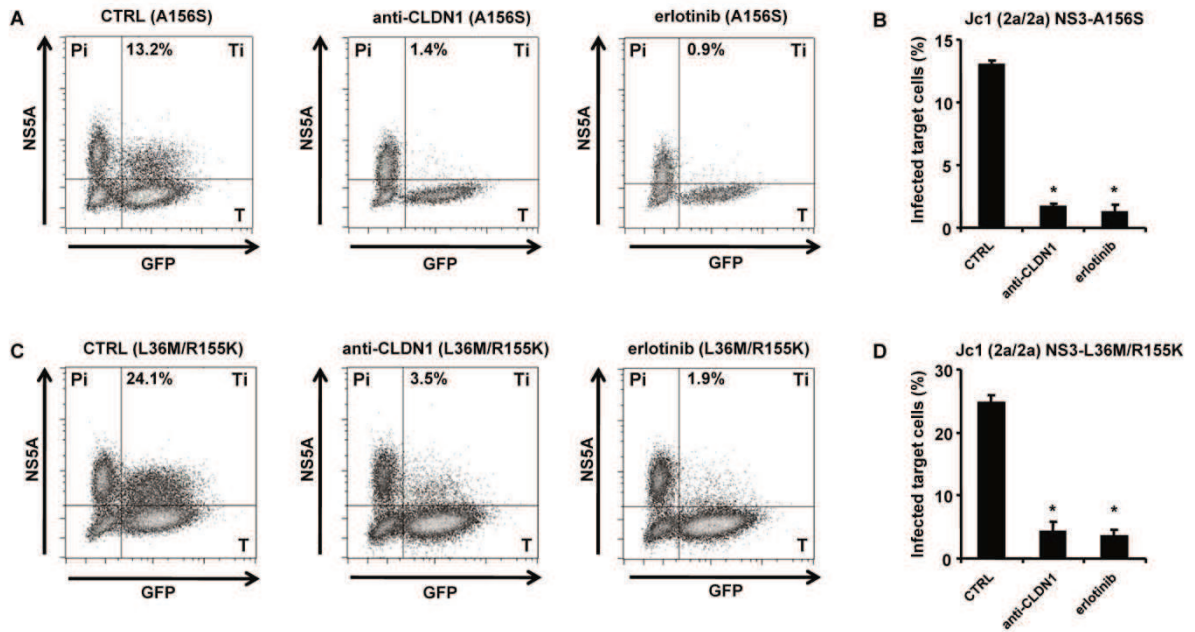 A
CTRL (A156S)
anti-CLDN1 (A156S)
erlotinib (A156S)
Pi
13.2%
Ti
T
NS5A
GFP
Pi
1.4%
Ti
T
NS5A
GFP
Pi
0.9%
Ti
T
NS5A
GFP
B
Jc1 (2a/2a) NS3-A156S
Infected target cells (%)
15
10
5
0
*
*
CTRL
anti-CLDN1
erlotinib
C
CTRL (L36M/R155K)
anti-CLDN1 (L36M/R155K)
erlotinib (L36M/R155K)
Pi
24.1%
Ti
T
NS5A
GFP
Pi
3.5%
Ti
T
NS5A
GFP
Pi
1.9%
Ti
T
NS5A
GFP
D
Jc1 (2a/2a) NS3-L36M/R155K
Infected target cells (%)
30
20
10
0
*
*
CTRL
anti-CLDN1
erlotinib